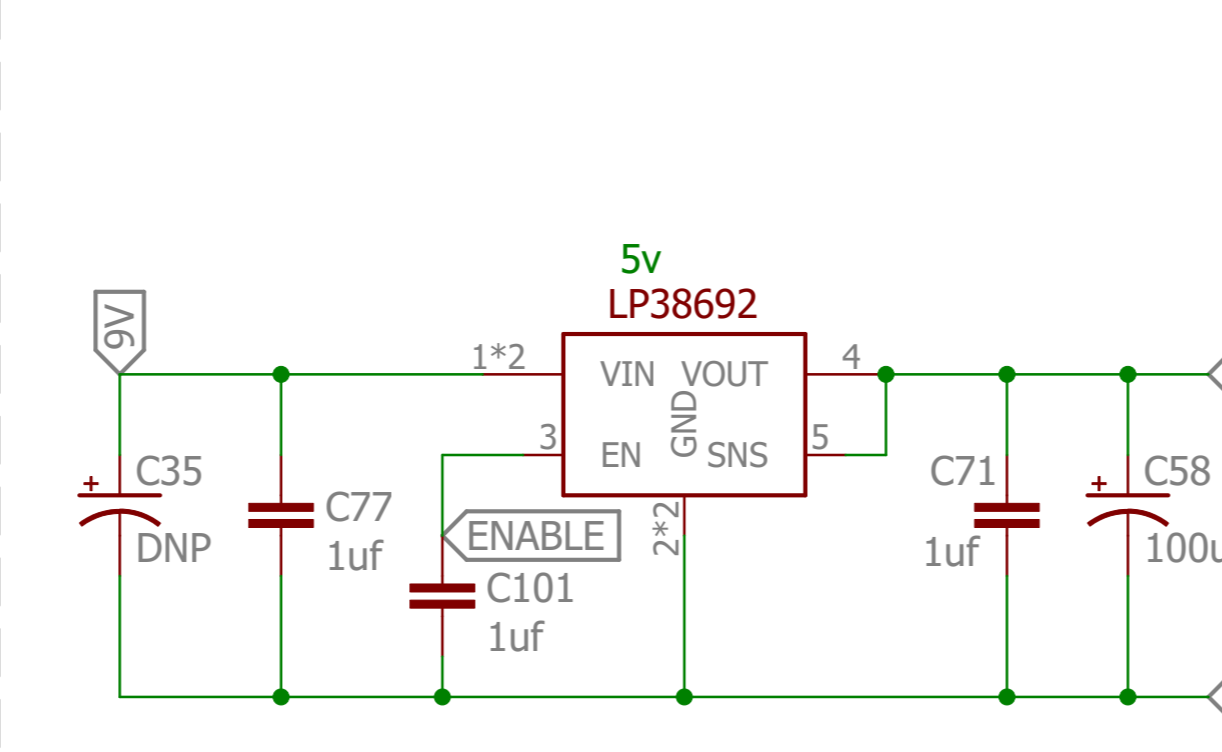 5v
LP38692
9V
1*2
VIN
VOUT
4
3
EN
GND
SNS
5
+
C35
DNP
C77
1uf
ENABLE
2*2
C101
1uf
C71
1uf
+
C58
100u